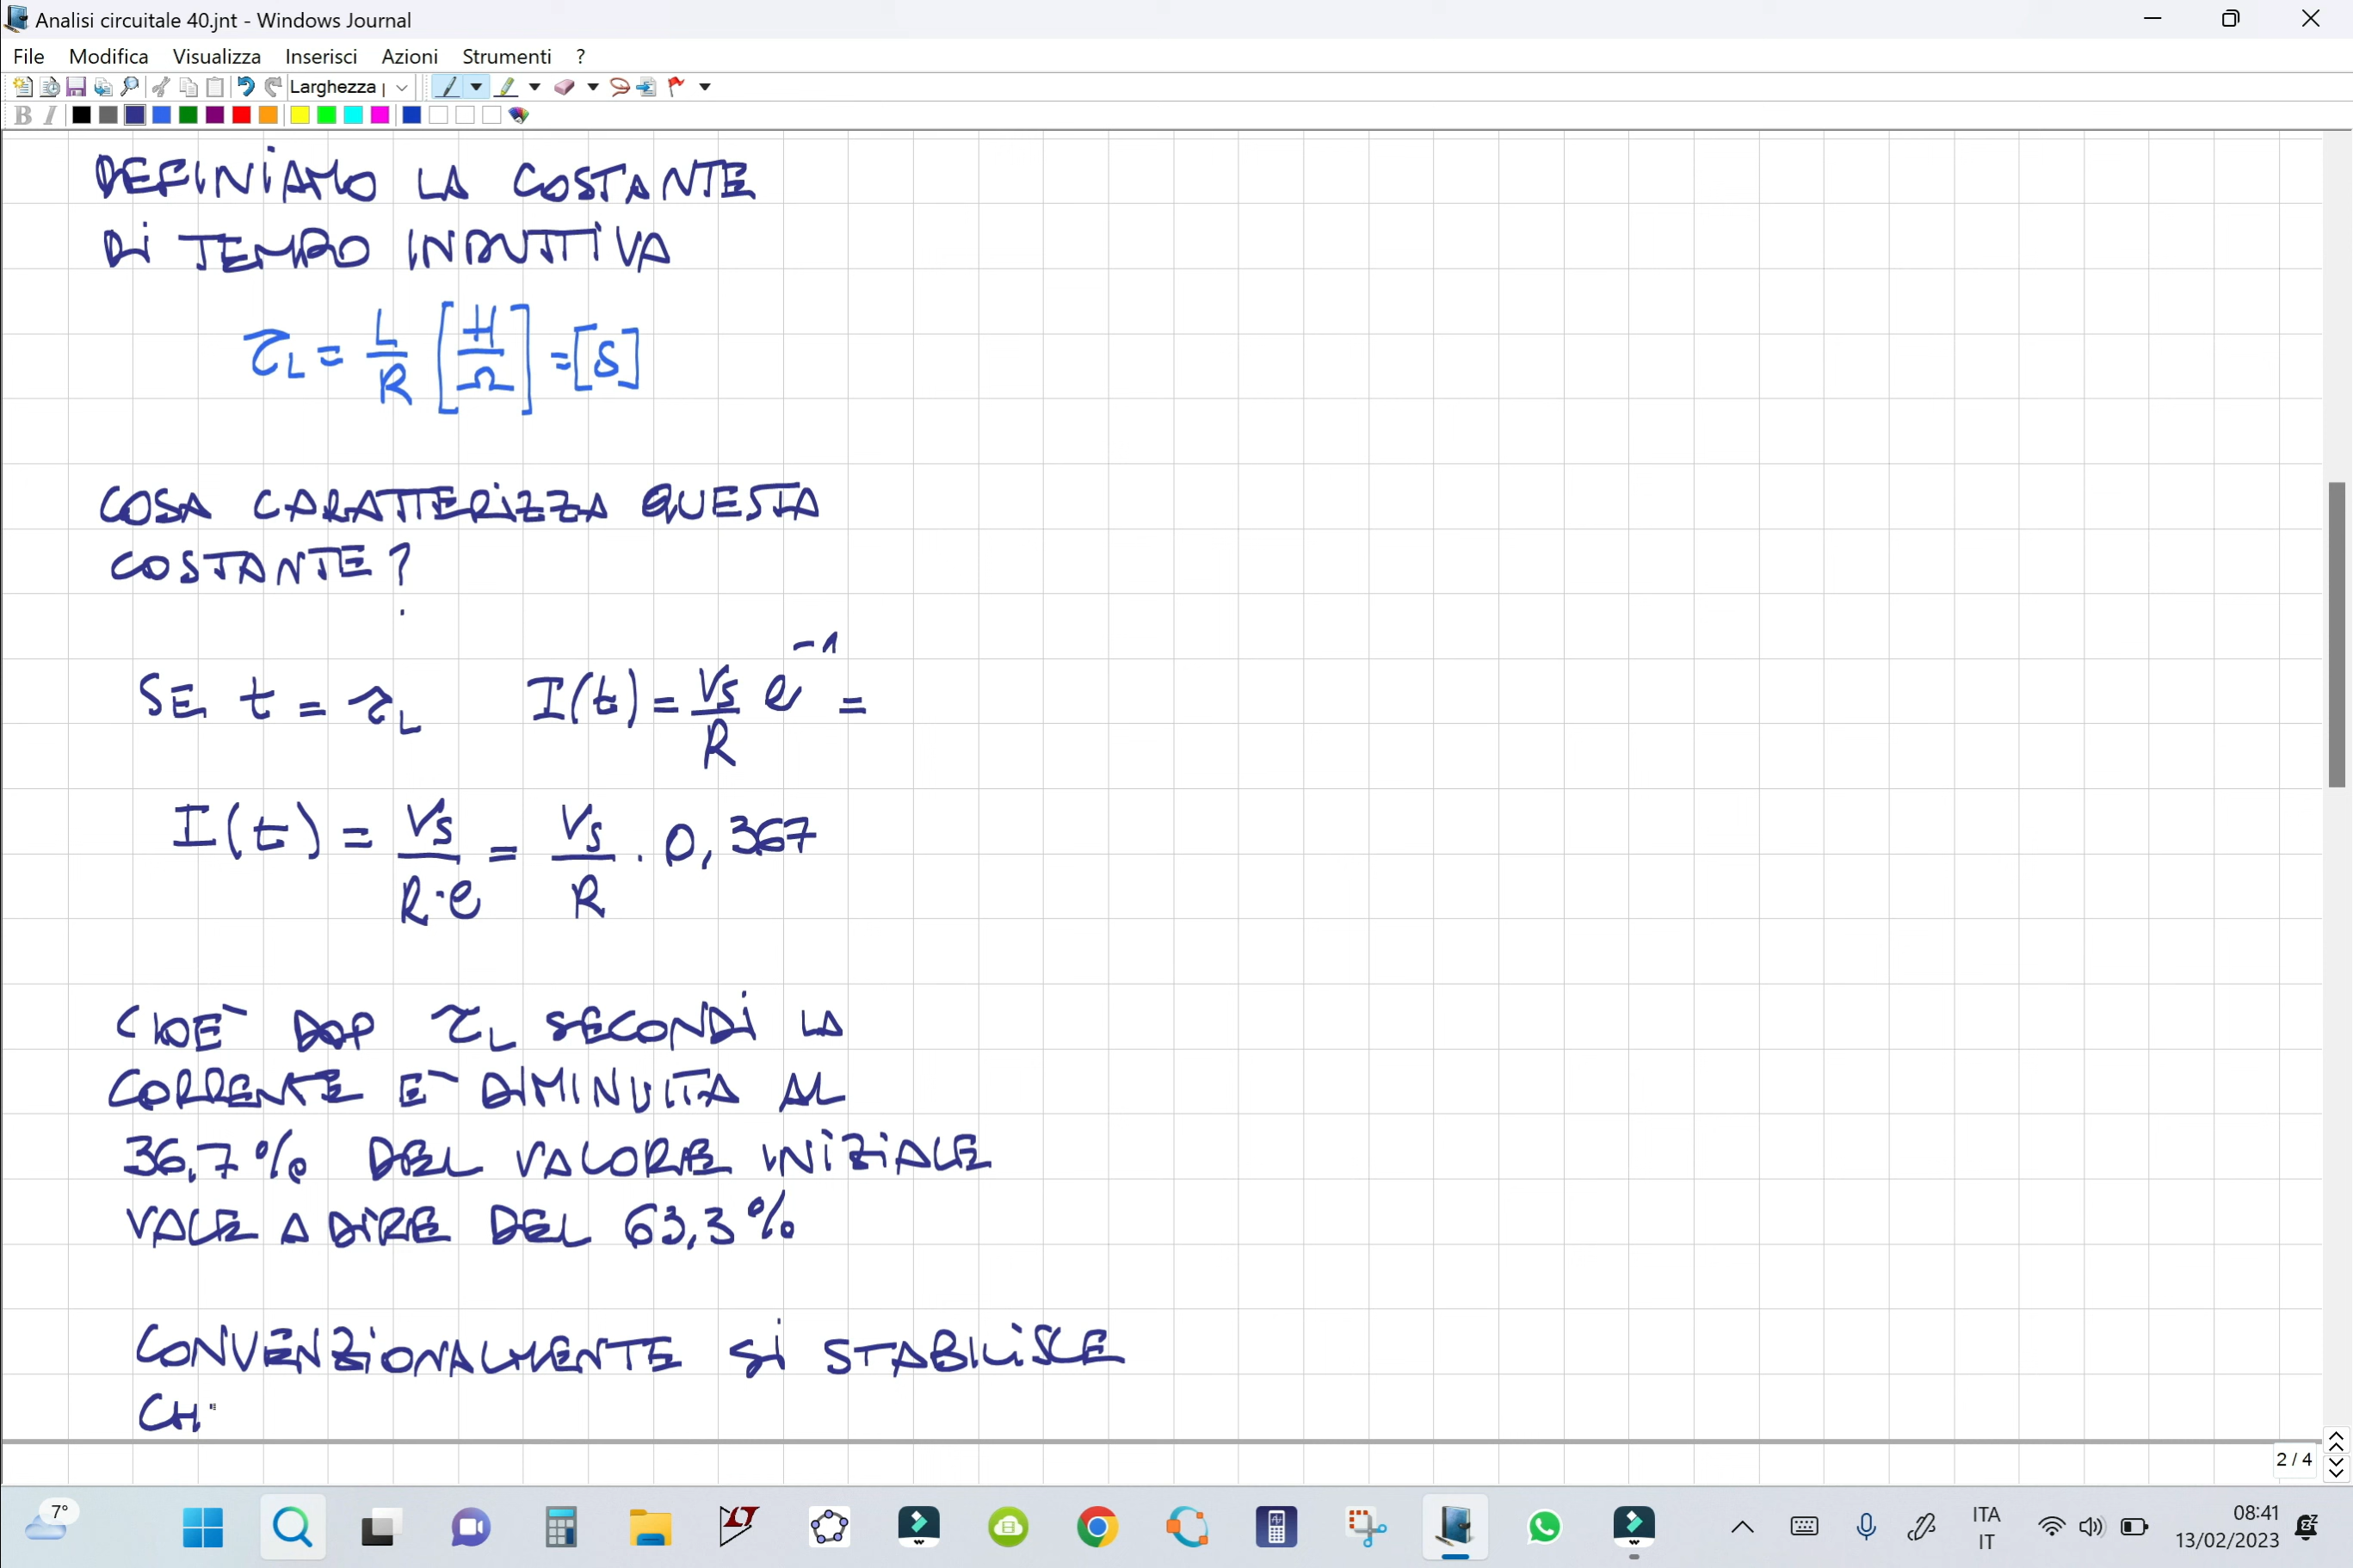 Analisi circuitale 40.jnt - Windows Journal
File Modifica Visualizza Inserisci Azioni Strumenti ?
Larghezza
B I
DEFINIAMO LA COSTANTE
DI TEMPO INDUTTIVA
τL = L/R [H/Ω] = [S]
COSA CARATTERIZZA QUESTA
COSTANTE?
SE t = τL I(t) = Vs/R e^-1 =
I(t) = Vs/R·e = Vs/R · 0,367
CIOE` DOP τL SECONDI LA
CORRENTE E` DIMINUITA AL
36,7% DEL VALORE INIZIALE
VALE A DIRE DEL 63,3%
CONVENZIONALMENTE SI STABILISCE
CH
2 / 4
7°
LT
ITA
IT
08:41
13/02/2023